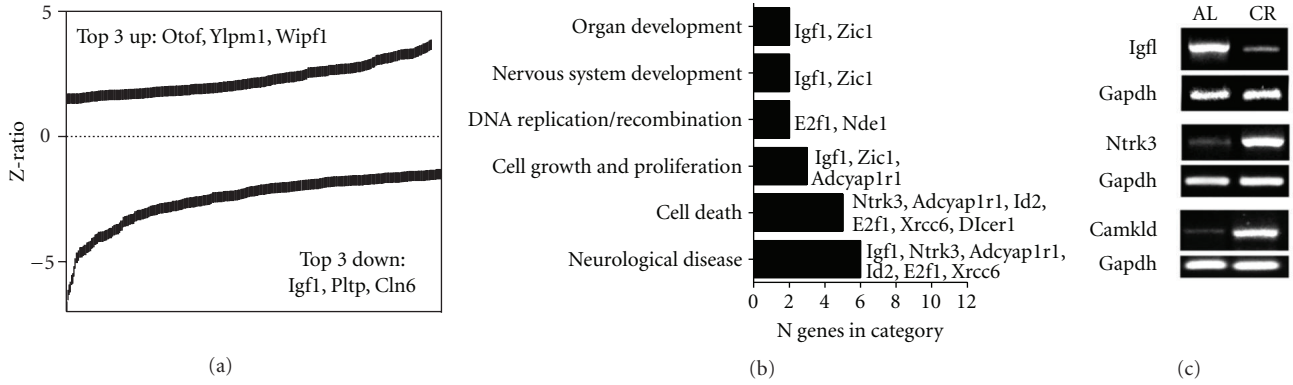 5
Top 3 up: Otof, Ylpm1, Wipf1
0
Z-ratio
−5
Top 3 down:
Igf1, Pltp, Cln6
(a)
Organ development
Igf1, Zic1
Nervous system development
Igf1, Zic1
DNA replication/recombination
E2f1, Nde1
Cell growth and proliferation
Igf1, Zic1,
Adcyap1r1
Cell death
Ntrk3, Adcyap1r1, Id2,
E2f1, Xrcc6, DIcer1
Neurological disease
Igf1, Ntrk3, Adcyap1r1,
Id2, E2f1, Xrcc6
0 2 4 6 8 10 12
N genes in category
(b)
AL CR
Igfl
Gapdh
Ntrk3
Gapdh
Camkld
Gapdh
(c)